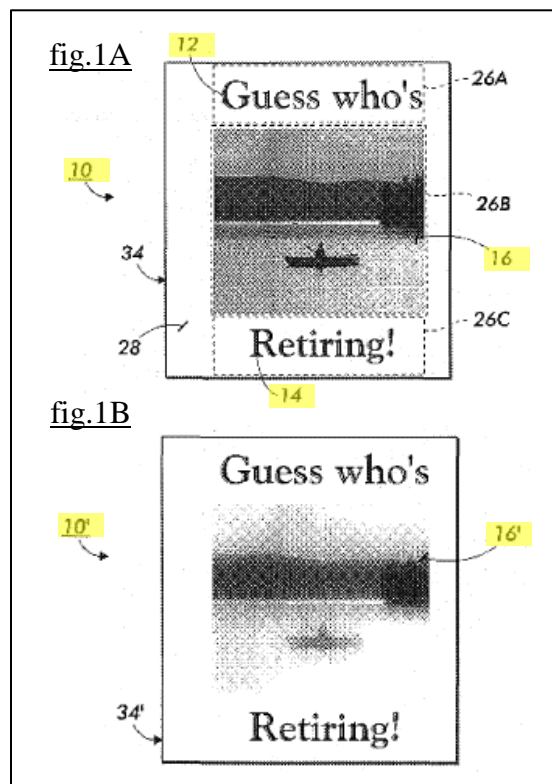 fig.1A
12
Guess who's
26A
10
26B
16
34
28
26C
Retiring!
14
fig.1B
Guess who's
10'
16'
Retiring!
34'